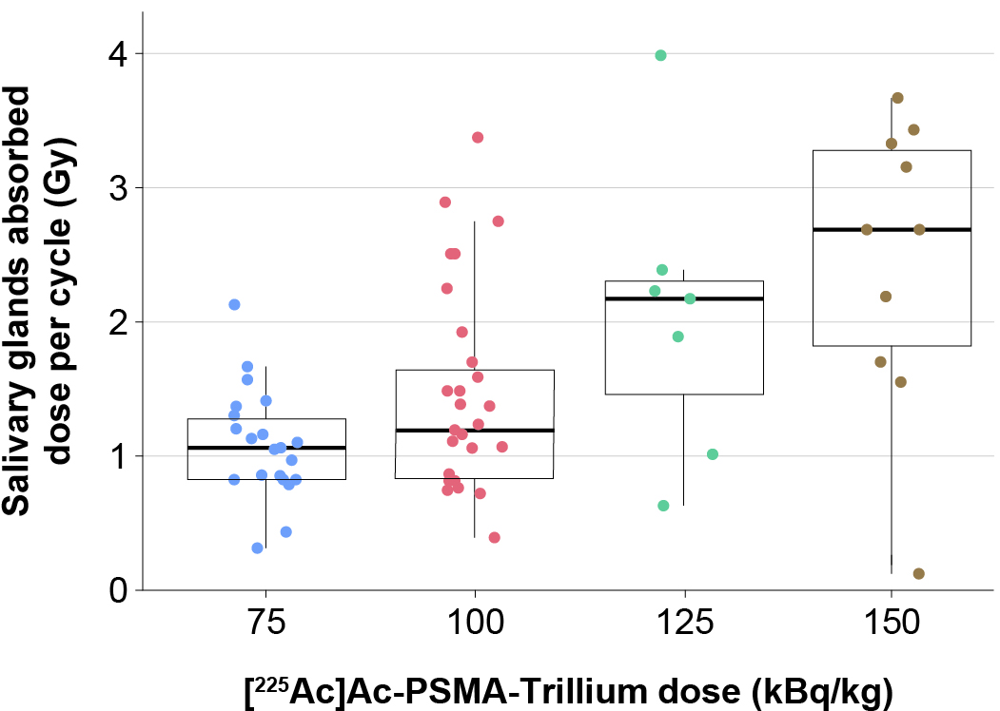 Salivary glands absorbed
dose per cycle (Gy)
4
3
2
1
0
75 100 125 150
[²²⁵Ac]Ac-PSMA-Trillium dose (kBq/kg)